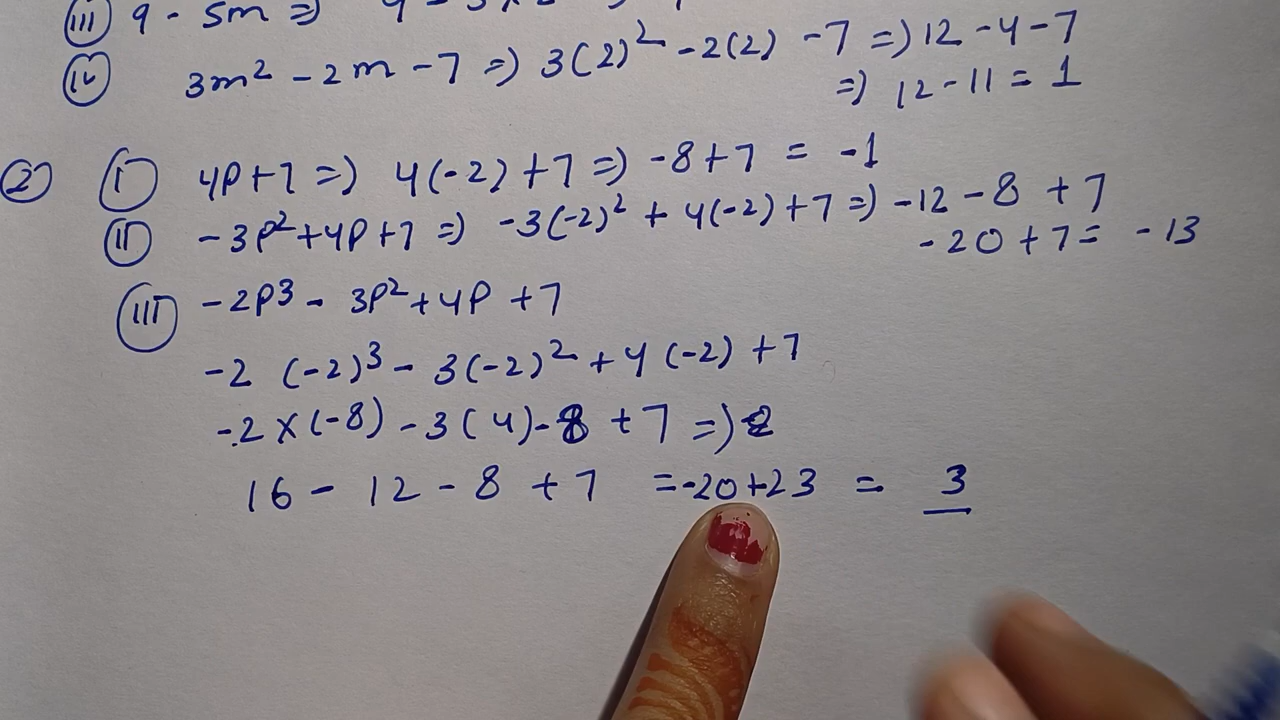 (iii) 9 - 5m =>
(iv) 3m² - 2m - 7 => 3(2)² - 2(2) - 7 => 12 - 4 - 7
=> 12 - 11 = 1
(2) (i) 4P + 7 => 4(-2) + 7 => -8 + 7 = -1
(ii) -3P² + 4P + 7 => -3(-2)² + 4(-2) + 7 => -12 - 8 + 7
-20 + 7 = -13
(iii) -2P³ - 3P² + 4P + 7
-2 (-2)³ - 3(-2)² + 4(-2) + 7
-2 × (-8) - 3(4) - 8 + 7 =>
16 - 12 - 8 + 7 = -20 + 23 = 3